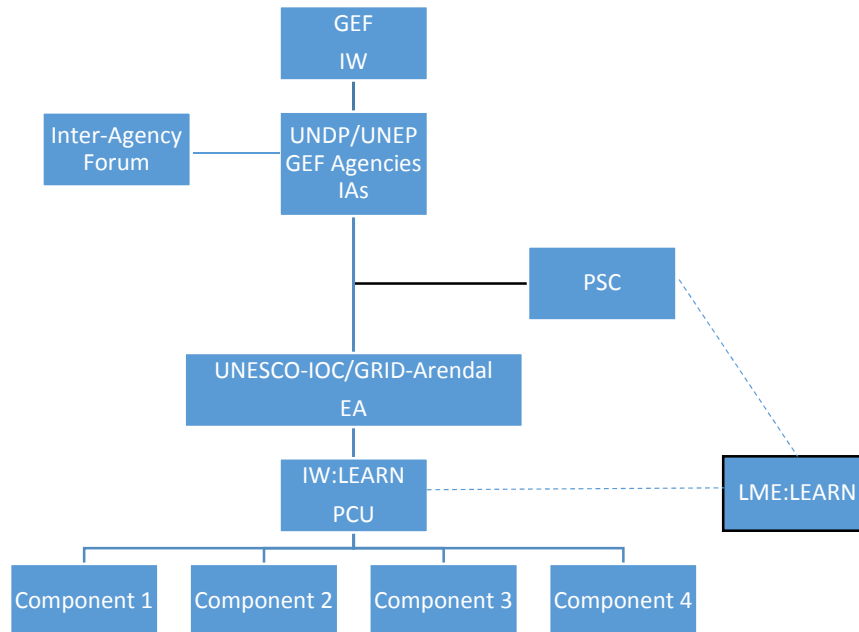 GEF
IW
Inter-Agency
Forum
UNDP/UNEP
GEF Agencies
IAs
PSC
UNESCO-IOC/GRID-Arendal
EA
IW:LEARN
PCU
LME:LEARN
Component 1
Component 2
Component 3
Component 4